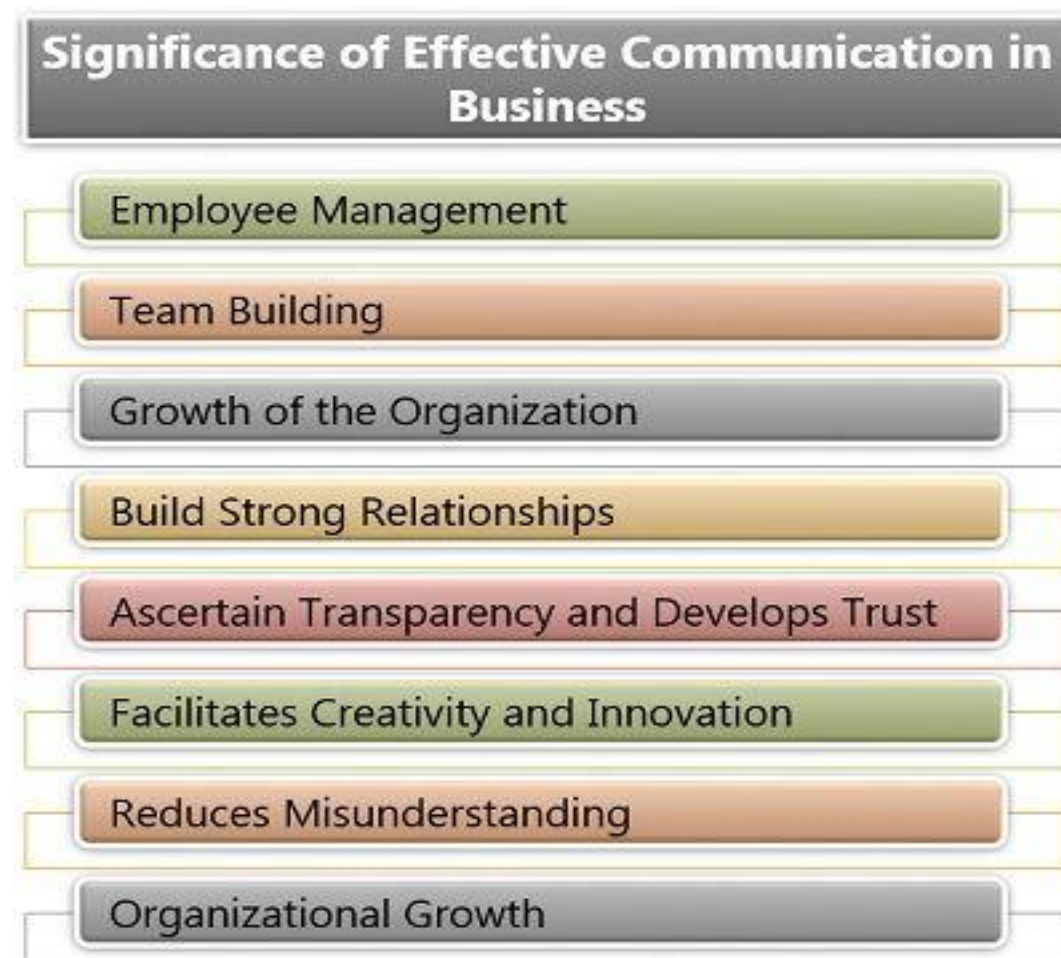 Significance of Effective Communication in
Business
Employee Management
Team Building
Growth of the Organization
Build Strong Relationships
Ascertain Transparency and Develops Trust
Facilitates Creativity and Innovation
Reduces Misunderstanding
Organizational Growth